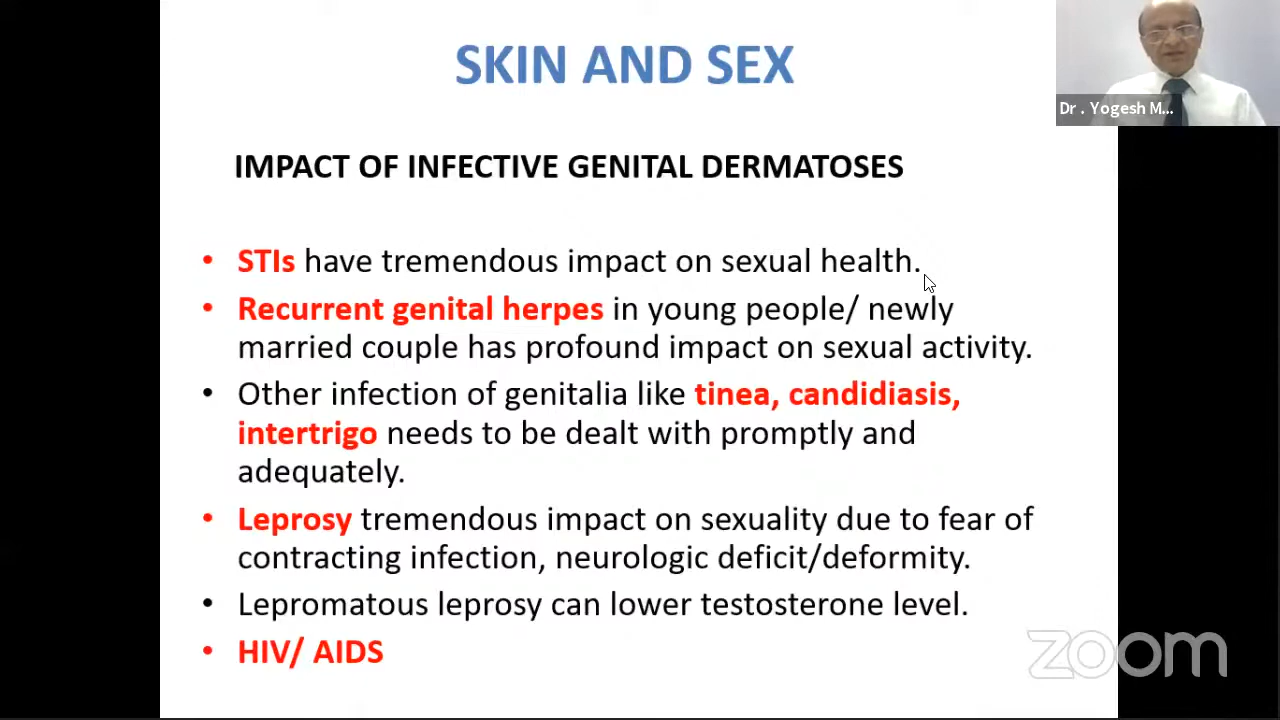 SKIN AND SEX
Dr . Yogesh M...
IMPACT OF INFECTIVE GENITAL DERMATOSES
• STIs have tremendous impact on sexual health.
• Recurrent genital herpes in young people/ newly
married couple has profound impact on sexual activity.
• Other infection of genitalia like tinea, candidiasis,
intertrigo needs to be dealt with promptly and
adequately.
• Leprosy tremendous impact on sexuality due to fear of
contracting infection, neurologic deficit/deformity.
• Lepromatous leprosy can lower testosterone level.
• HIV/ AIDS
zoom